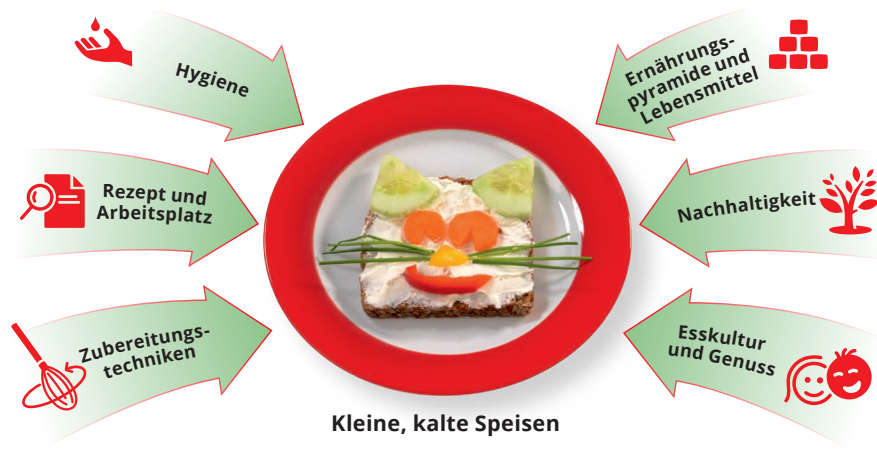 Hygiene
Ernährungs-
pyramide und
Lebensmittel
Rezept und
Arbeitsplatz
Nachhaltigkeit
Zubereitungs-
techniken
Esskultur
und Genuss
Kleine, kalte Speisen